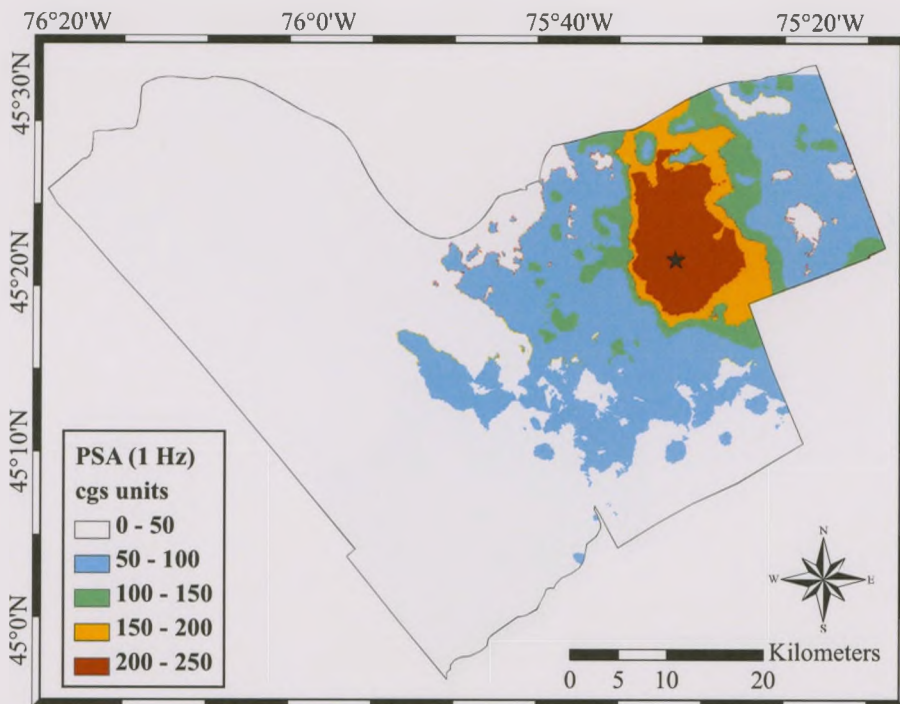 76°20'W 76°0'W 75°40'W 75°20'W
45°30'N
45°20'N
45°10'N
45°0'N
PSA (1 Hz)
cgs units
0 - 50
50 - 100
100 - 150
150 - 200
200 - 250
N
W E
S
Kilometers
0 5 10 20